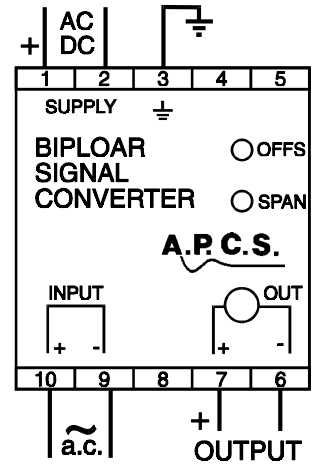 AC
+ DC
1 2 3 4 5
SUPPLY
BIPLOAR OFFS
SIGNAL
CONVERTER SPAN
A.P.C.S.
INPUT OUT
+ - + -
10 9 8 7 6
~ +
a.c. OUTPUT